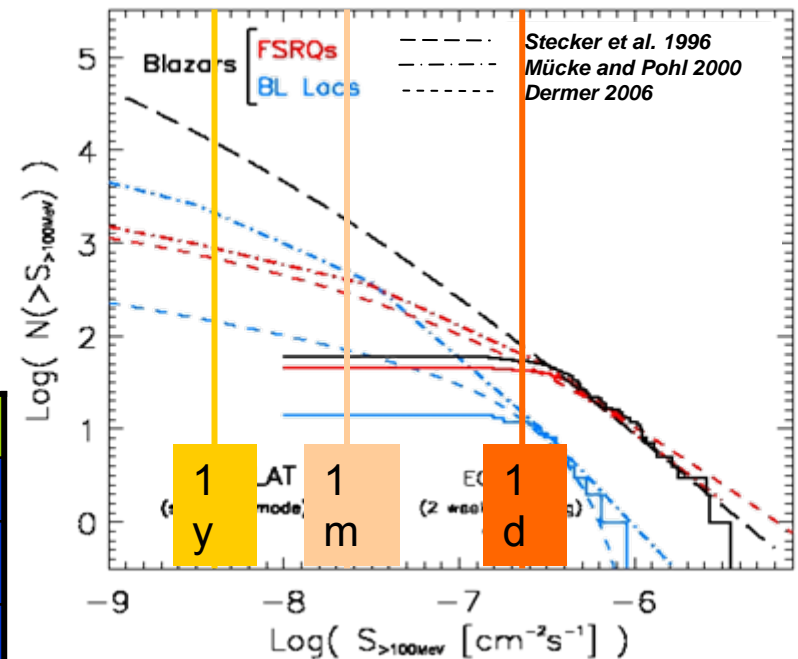 Blazars
FSRQs
BL Lacs
Stecker et al. 1996
Mücke and Pohl 2000
Dermer 2006
Log( N(>S>100MeV) )
5
4
3
2
1
0
1 y
LAT
1 m
1 d
(2
-9
-8
-7
-6
Log( S>100MeV [cm⁻²s⁻¹] )